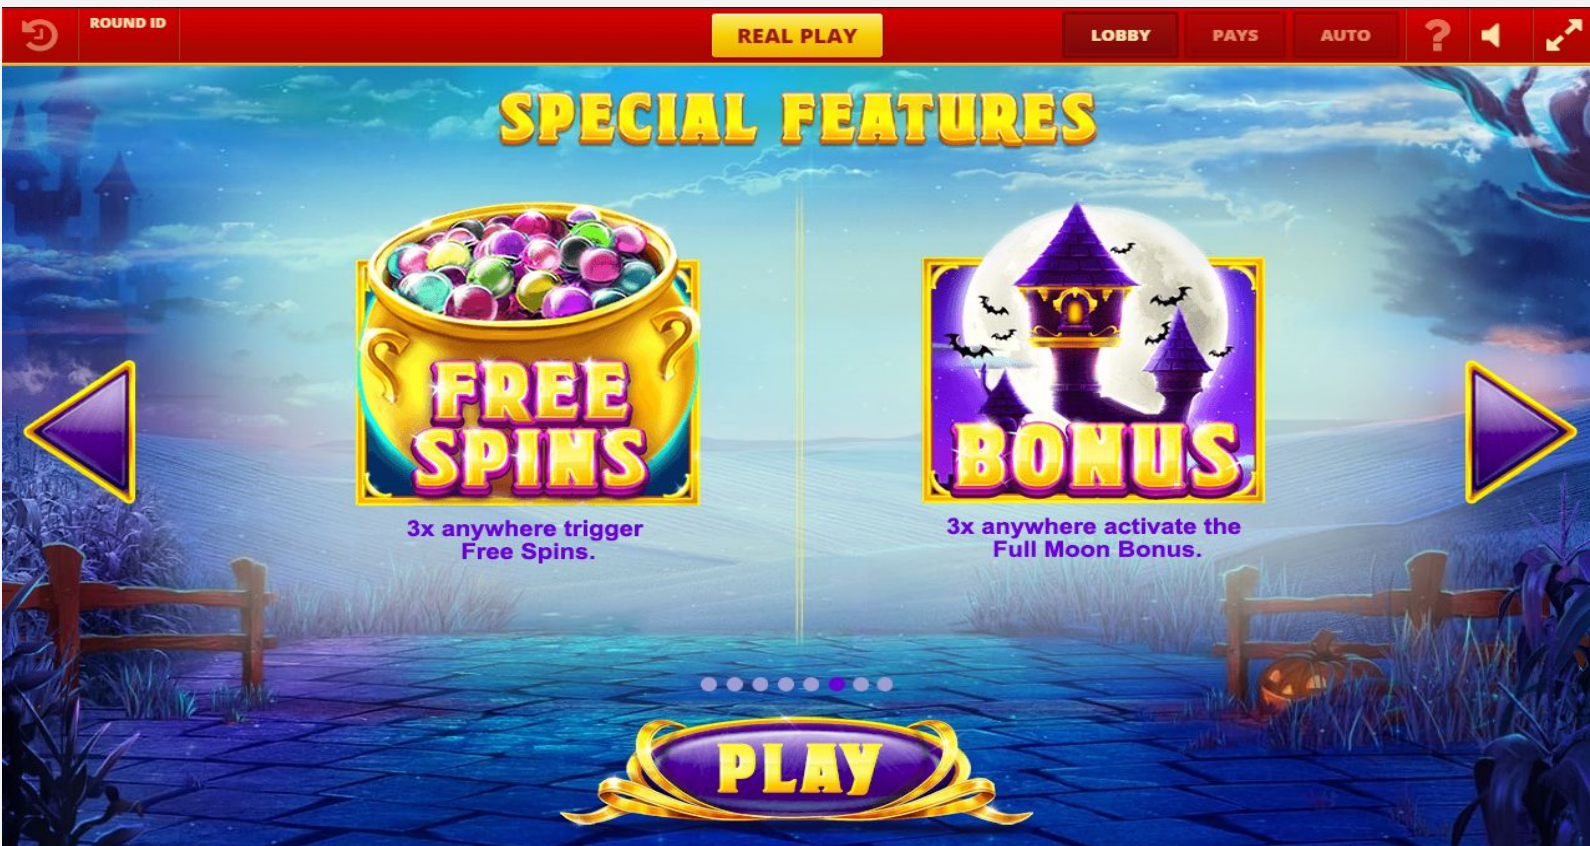 ROUND ID
REAL PLAY
LOBBY
PAYS
AUTO
?
SPECIAL FEATURES
FREE
SPINS
3x anywhere trigger
Free Spins.
BONUS
3x anywhere activate the
Full Moon Bonus.
PLAY